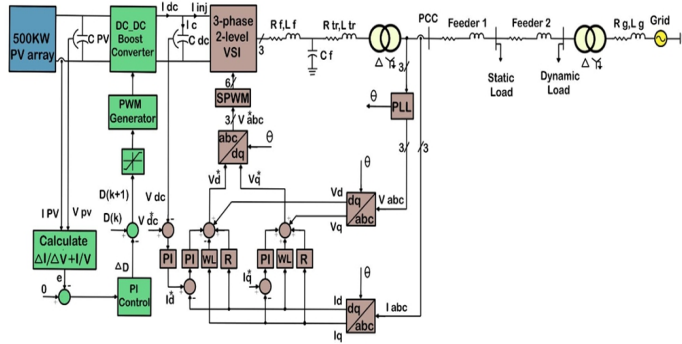 500KW
PV array
C PV
DC_DC
Boost
Converter
I dc
I inj
I c
C dc
3-phase
2-level
VSI
3
R f,L f
C f
R tr,L tr
Δ
PCC
Feeder 1
Feeder 2
R g,L g
Grid
Δ
Static
Load
Dynamic
Load
6
SPWM
3
V*abc
abc
dq
θ
PWM
Generator
3
θ
PLL
3
3
D(k+1)
D(k)
V dc
V*dc
Vd*
Vq*
θ
Vd
Vq
dq
abc
V abc
I PV
V pv
Calculate
ΔI/ΔV+I/V
ΔD
e
0
PI
Control
PI
PI
WL
R
PI
WL
R
Id*
Iq*
θ
Id
Iq
dq
abc
I abc